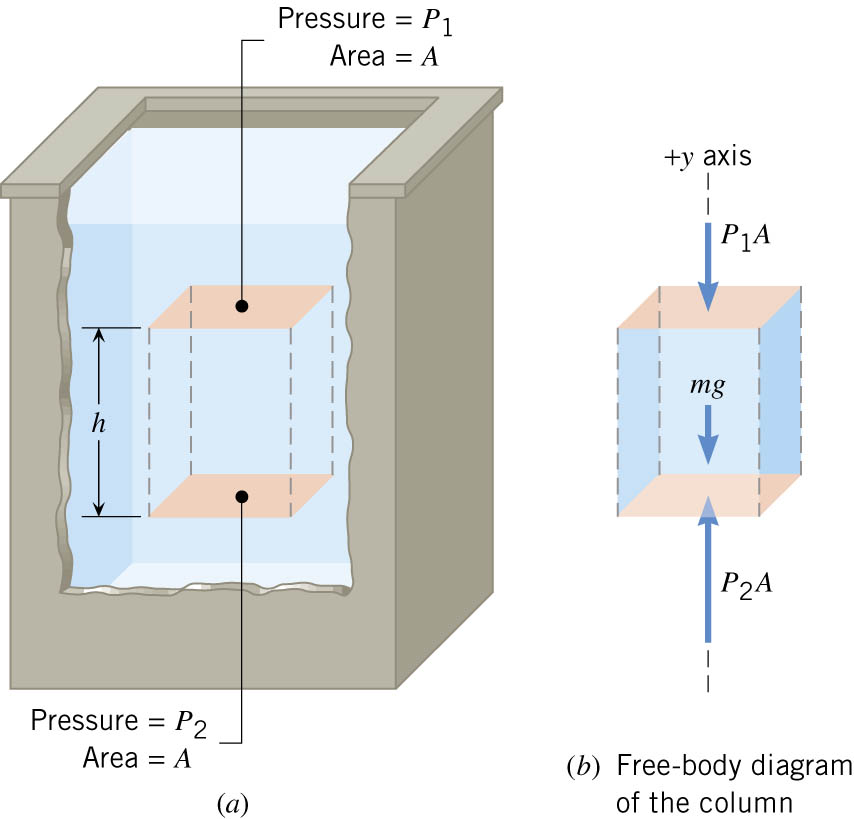 Pressure = P₁
Area = A
h
Pressure = P₂
Area = A
(a)
+y axis
P₁A
mg
P₂A
(b) Free-body diagram
of the column